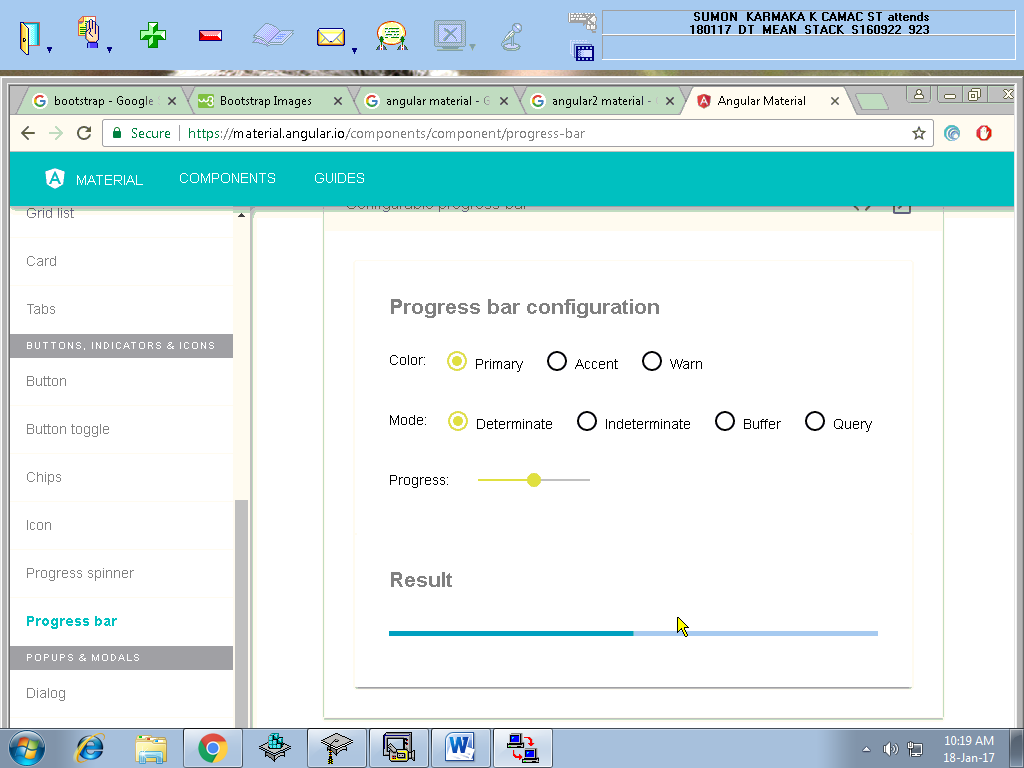 SUMON KARMAKA K CAMAC ST attends
180117 DT MEAN STACK S160922 923
bootstrap - Google
Bootstrap Images
angular material - G
angular2 material -
Angular Material
Secure
https://material.angular.io/components/component/progress-bar
MATERIAL
COMPONENTS
GUIDES
Configurable progress bar
Grid list
Card
Tabs
BUTTONS, INDICATORS & ICONS
Button
Button toggle
Chips
Icon
Progress spinner
Progress bar
POPUPS & MODALS
Dialog
Progress bar configuration
Color:
Primary
Accent
Warn
Mode:
Determinate
Indeterminate
Buffer
Query
Progress:
Result
10:19 AM
18-Jan-17